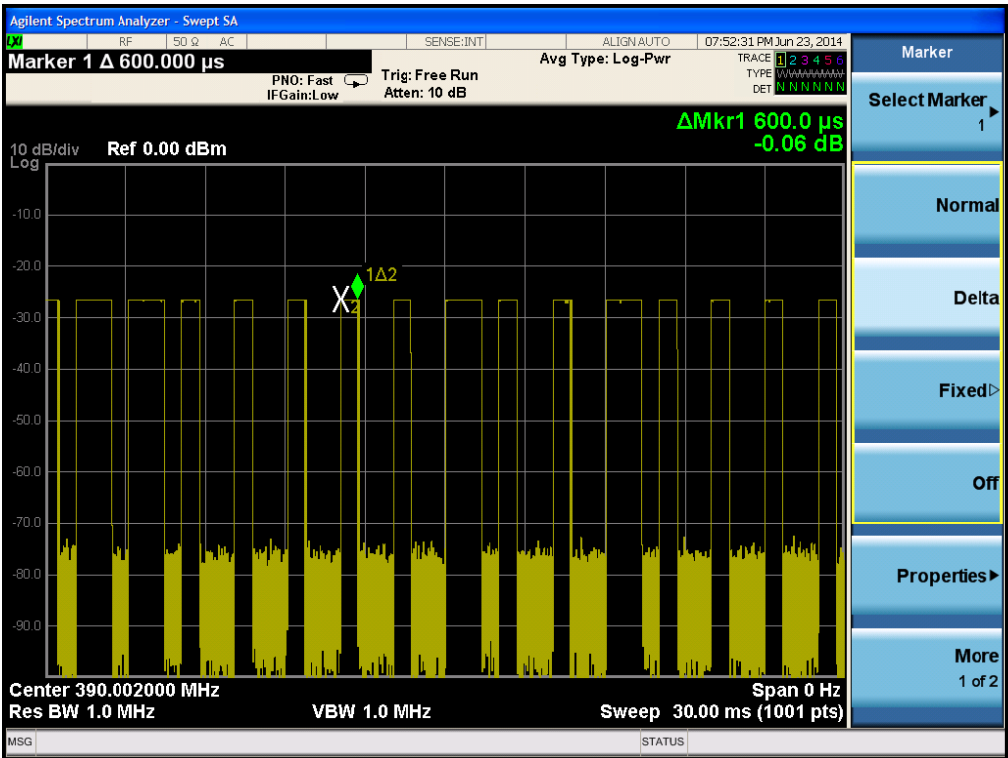 Agilent Spectrum Analyzer - Swept SA
LXI RF 50 Ω AC SENSE:INT ALIGN AUTO 07:52:31 PM Jun 23, 2014
Marker 1 Δ 600.000 µs
PNO: Fast
IFGain:Low
Trig: Free Run
Atten: 10 dB
Avg Type: Log-Pwr
TRACE 1 2 3 4 5 6
TYPE
DET N N N N N N
ΔMkr1 600.0 µs
-0.06 dB
10 dB/div Ref 0.00 dBm
Log
-10.0
-20.0
-30.0
-40.0
-50.0
-60.0
-70.0
-80.0
-90.0
1Δ2
X2
Center 390.002000 MHz Span 0 Hz
Res BW 1.0 MHz VBW 1.0 MHz Sweep 30.00 ms (1001 pts)
MSG STATUS
Marker
Select Marker
1
Normal
Delta
Fixed
Off
Properties
More
1 of 2